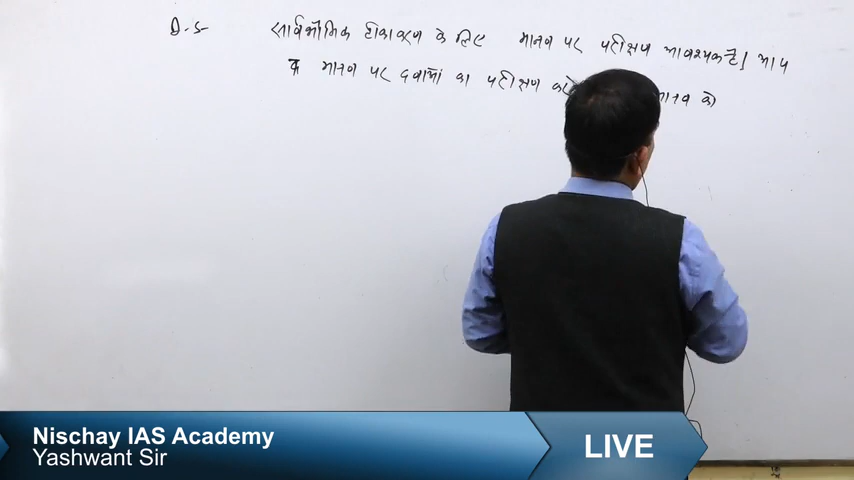 Q.5 सार्वभौमिक टीकाकरण के लिए मानव पर परीक्षण आवश्यक है। आप
मानव पर दवाओं का परीक्षण मानव को
Nischay IAS Academy
Yashwant Sir
LIVE